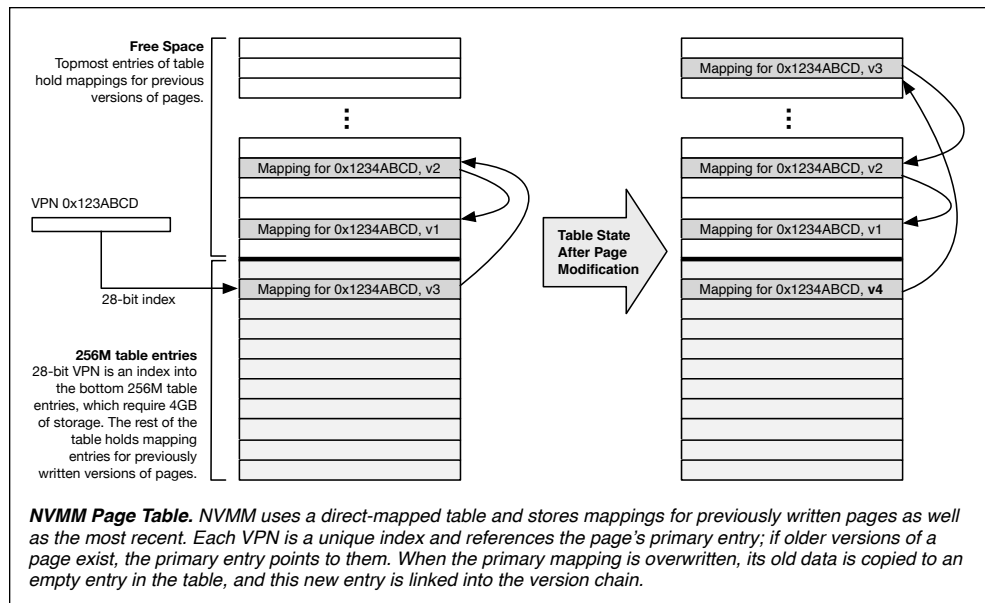 Free Space
Topmost entries of table
hold mappings for previous
versions of pages.
Mapping for 0x1234ABCD, v2
VPN 0x123ABCD
Mapping for 0x1234ABCD, v1
28-bit index
Mapping for 0x1234ABCD, v3
256M table entries
28-bit VPN is an index into
the bottom 256M table
entries, which require 4GB
of storage. The rest of the
table holds mapping
entries for previously
written versions of pages.
Table State
After Page
Modification
Mapping for 0x1234ABCD, v3
Mapping for 0x1234ABCD, v2
Mapping for 0x1234ABCD, v1
Mapping for 0x1234ABCD, v4
NVMM Page Table. NVMM uses a direct-mapped table and stores mappings for previously written pages as well
as the most recent. Each VPN is a unique index and references the page's primary entry; if older versions of a
page exist, the primary entry points to them. When the primary mapping is overwritten, its old data is copied to an
empty entry in the table, and this new entry is linked into the version chain.